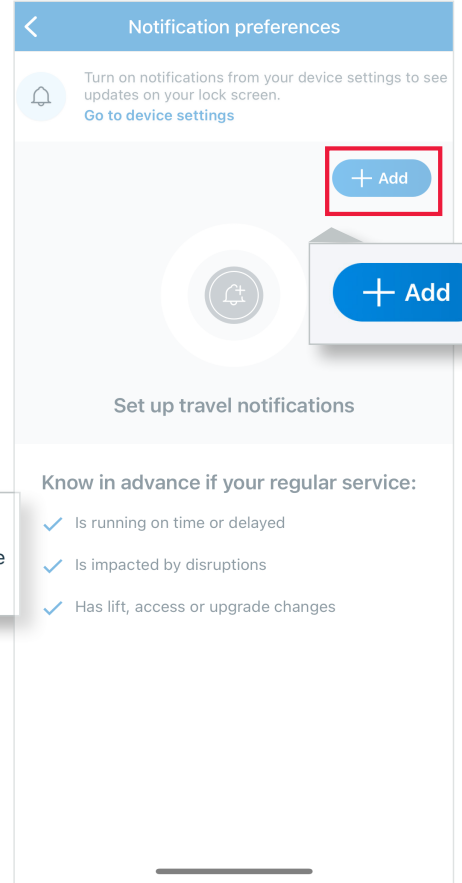 Notification preferences
Turn on notifications from your device settings to see
updates on your lock screen.
Go to device settings
+ Add
+ Add
Set up travel notifications
Know in advance if your regular service:
Is running on time or delayed
Is impacted by disruptions
Has lift, access or upgrade changes